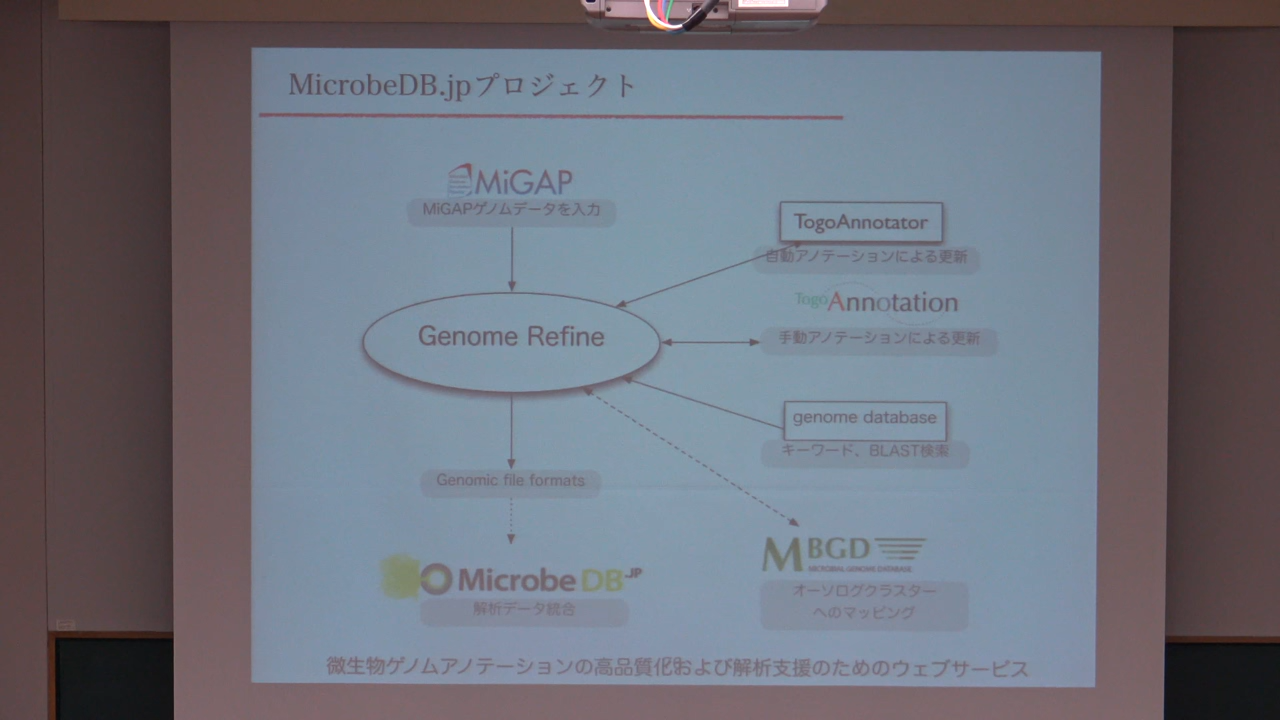 MicrobeDB.jpプロジェクト
MiGAP
MiGAPゲノムデータを入力
TogoAnnotator
自動アノテーションによる更新
TogoAnnotation
手動アノテーションによる更新
Genome Refine
genome database
キーワード、BLAST検索
Genomic file formats
MBGD
MICROBIAL GENOME DATABASE
MicrobeDB.JP
解析データ統合
オーソログクラスター
へのマッピング
微生物ゲノムアノテーションの高品質化および解析支援のためのウェブサービス